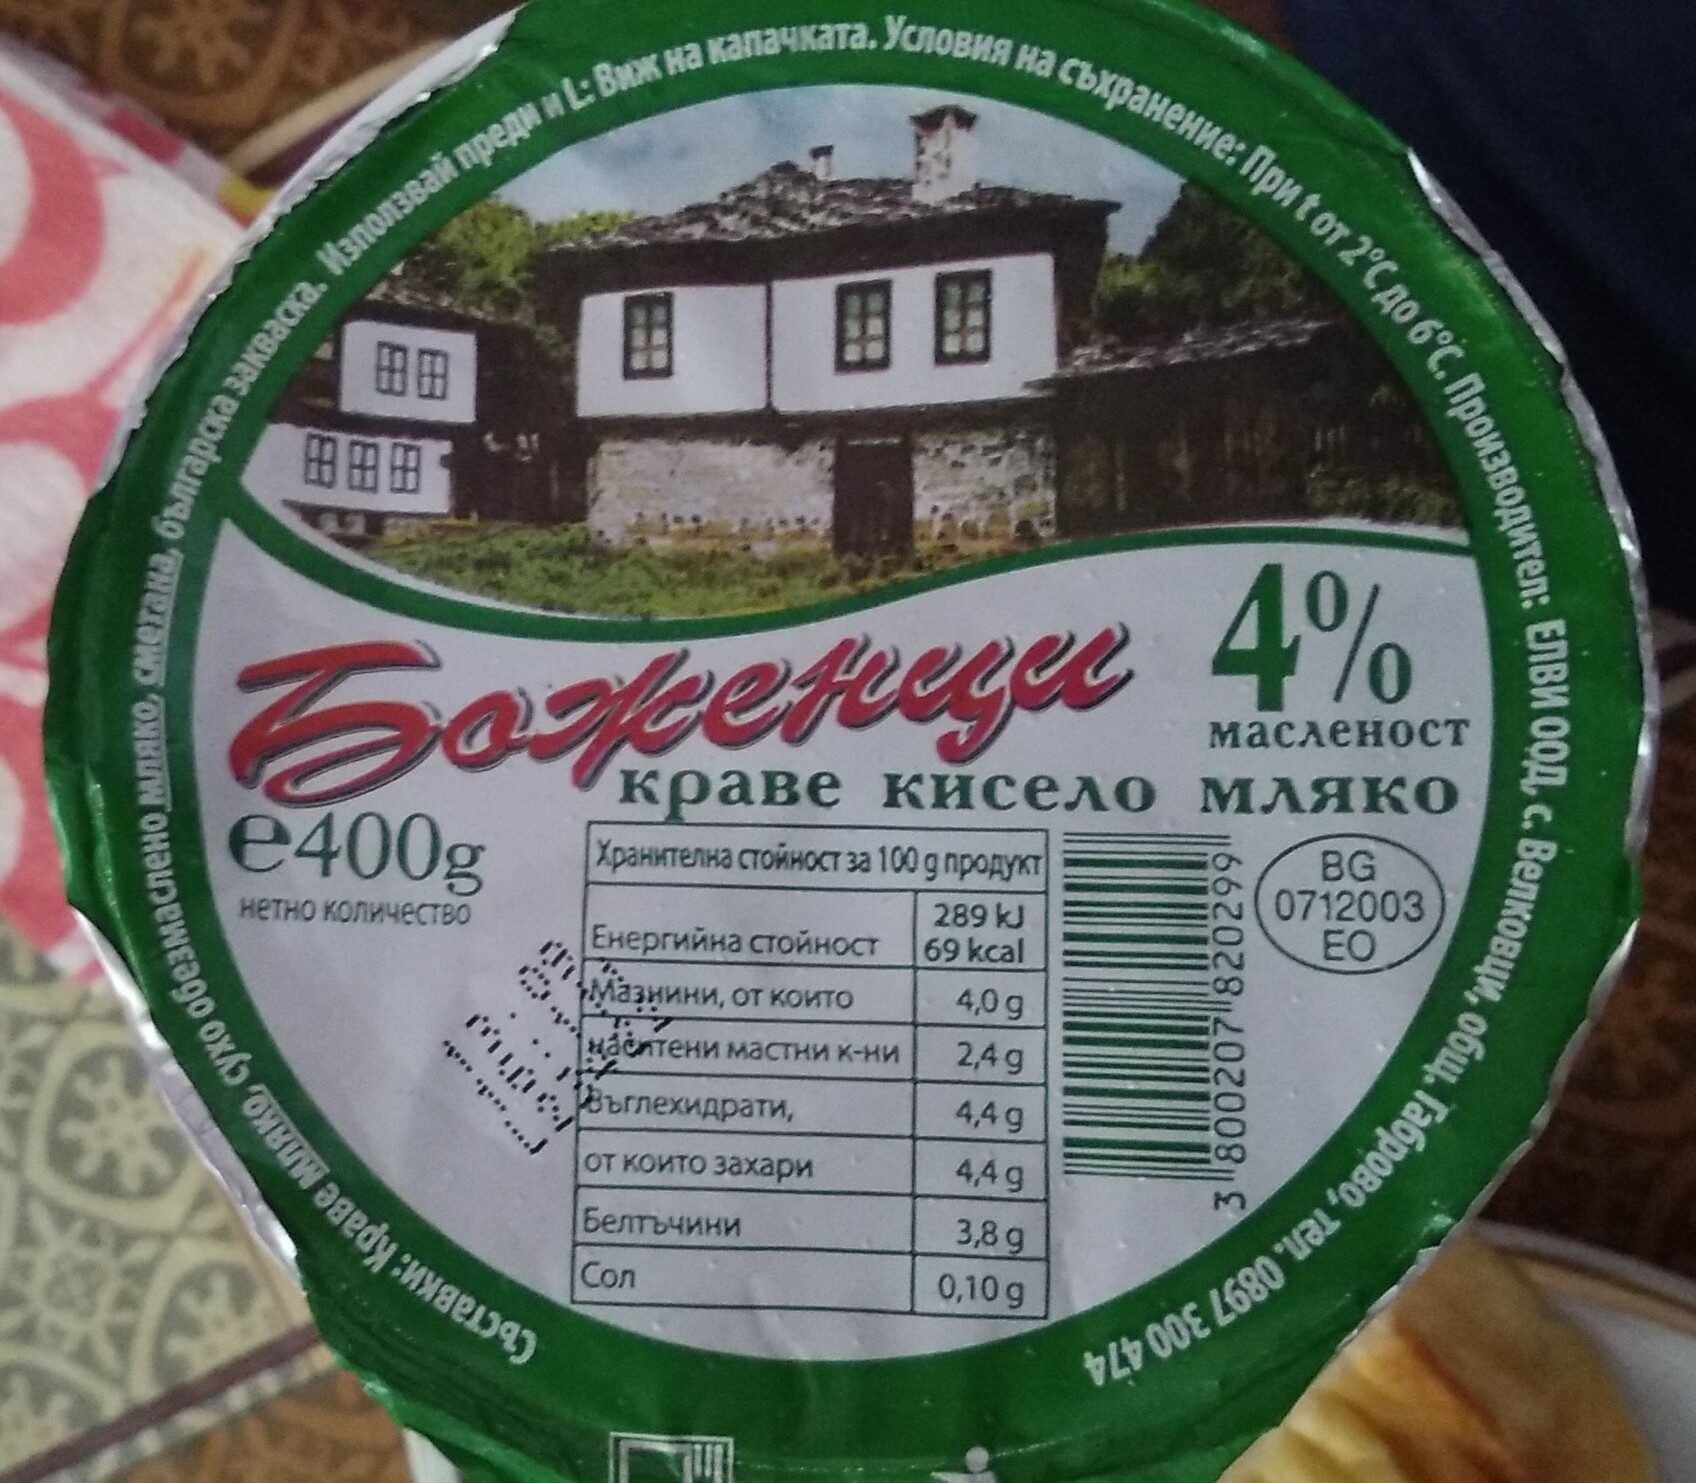 Съставки: Краве мляко, сухо обезмаслено мляко, сметана, българска закваска. Използвай преди и L: Виж на капачката. Условия на съхранение: При t от 2°C до 6°C. Производител: ЕЛВИ ООД, с. Велковци, общ. Габрово, тел. 0897 300 474
Боженци
4%
масленост
краве кисело мляко
e400g
нетно количество
Хранителна стойност за 100 g продукт
Енергийна стойност 289 kJ 69 kcal
Мазнини, от които 4,0 g
наситени мастни к-ни 2,4 g
Въглехидрати, 4,4 g
от които захари 4,4 g
Белтъчини 3,8 g
Сол 0,10 g
3 800207 820299
BG
0712003
EO